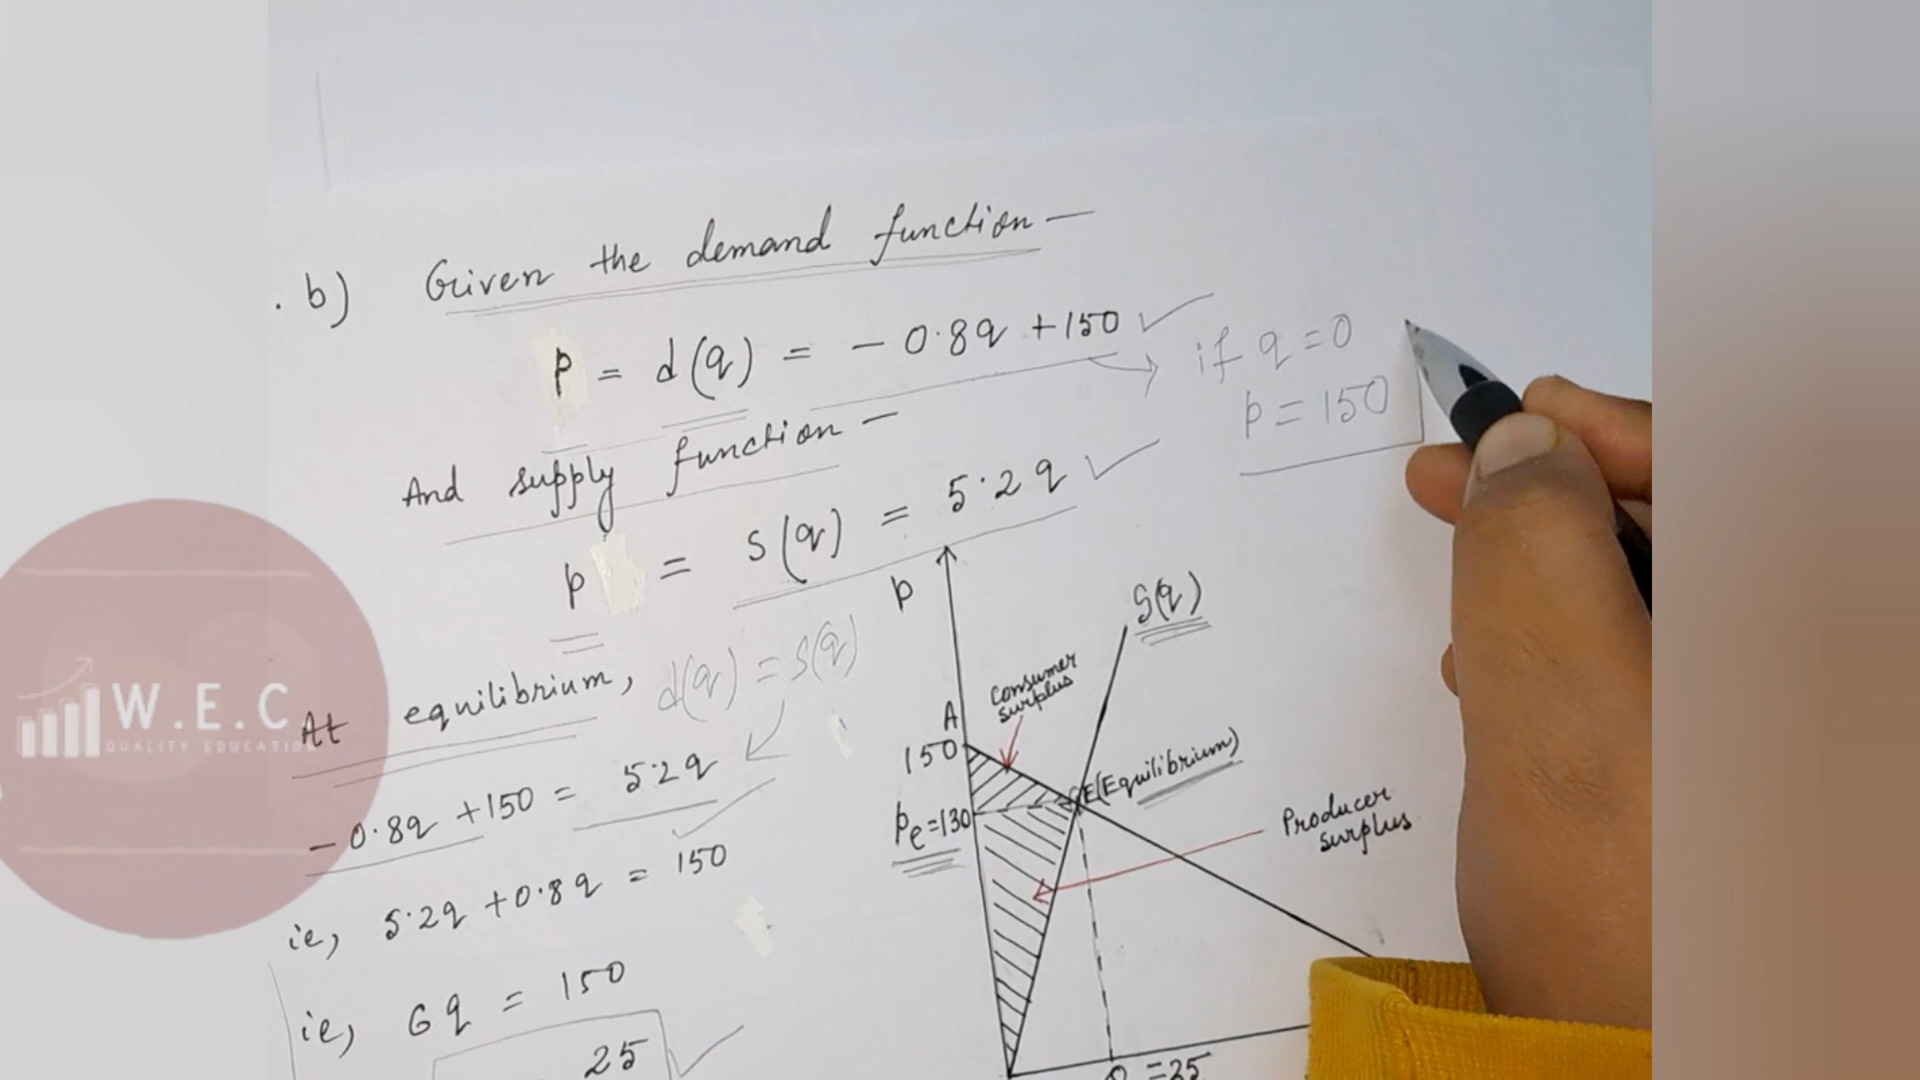 . b) Given the demand function —
p = d(q) = - 0.8q + 150
if q = 0
p = 150
And supply function —
p = s(q) = 5.2q
At equilibrium, d(q) = s(q)
- 0.8q + 150 = 5.2q
ie, 5.2q + 0.8q = 150
ie, 6q = 150
25
p
S(q)
Consumer
surplus
A
150
E(Equilibrium)
pe = 130
Producer
surplus
= 25
W.E.C.
QUALITY EDUCATION